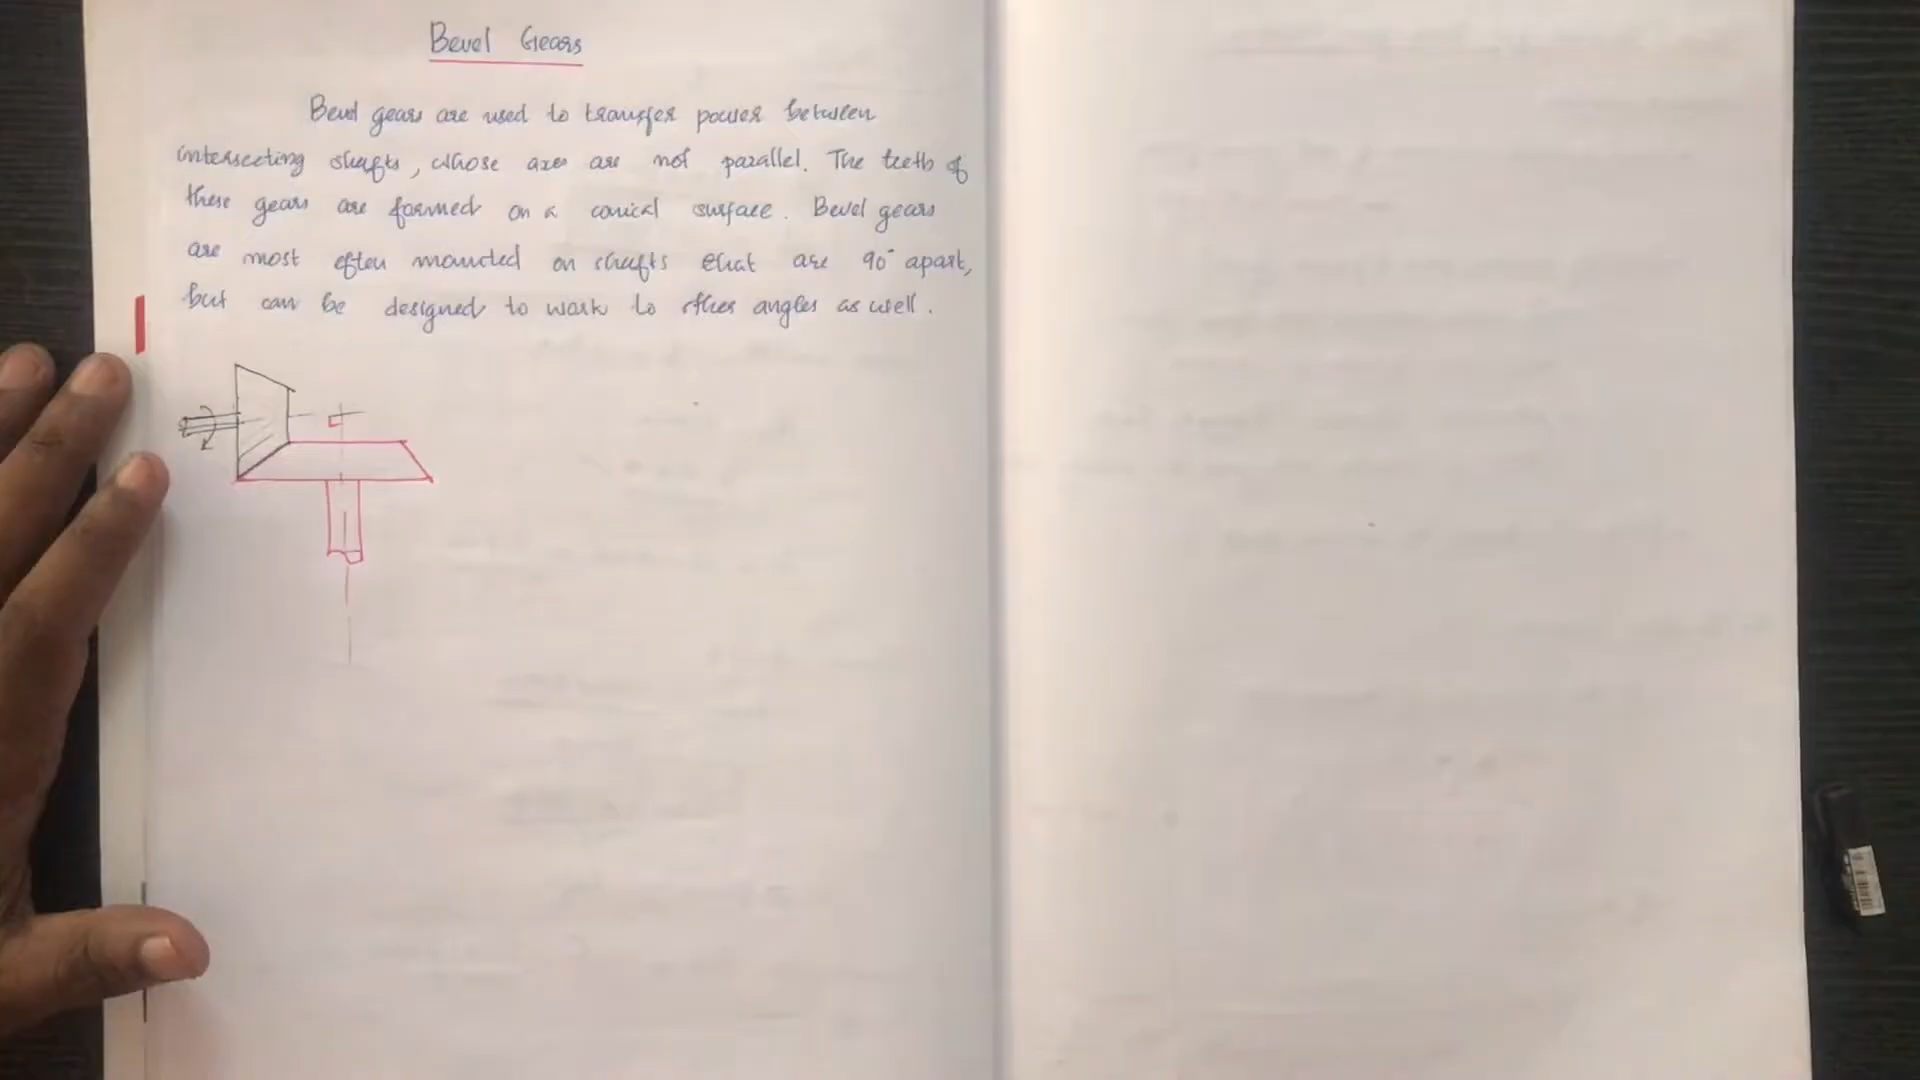 Bevel Gears
Bevel gears are used to transfer power between
intersecting shafts, whose axes are not parallel. The teeth of
these gears are formed on a conical surface. Bevel gears
are most often mounted on shafts that are 90° apart,
but can be designed to work to other angles as well.